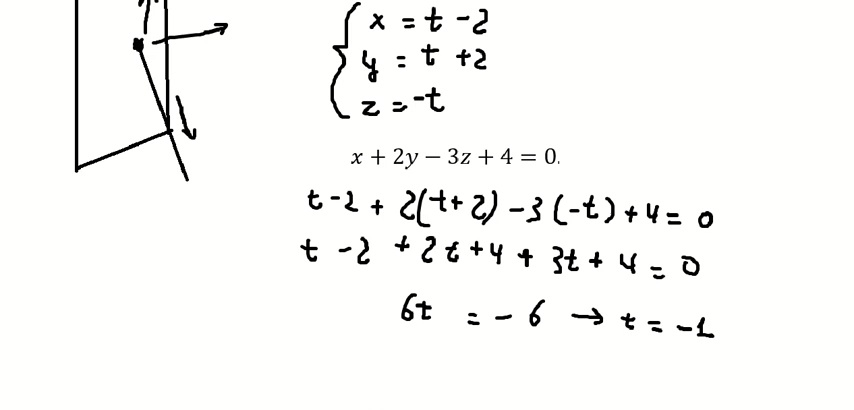 x = t - 2
y = t + 2
z = -t
x + 2y − 3z + 4 = 0.
t - 2 + 2(t + 2) - 3(-t) + 4 = 0
t - 2 + 2t + 4 + 3t + 4 = 0
6t = - 6 → t = -1